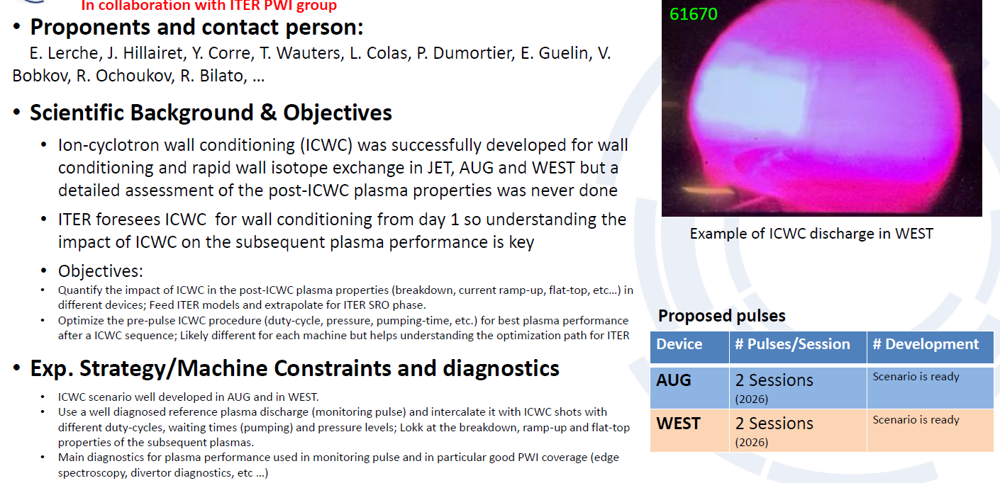 In collaboration with ITER PWI group
• Proponents and contact person:
E. Lerche, J. Hillairet, Y. Corre, T. Wauters, L. Colas, P. Dumortier, E. Guelin, V.
Bobkov, R. Ochoukov, R. Bilato, ...
• Scientific Background & Objectives
• Ion-cyclotron wall conditioning (ICWC) was successfully developed for wall
conditioning and rapid wall isotope exchange in JET, AUG and WEST but a
detailed assessment of the post-ICWC plasma properties was never done
• ITER foresees ICWC for wall conditioning from day 1 so understanding the
impact of ICWC on the subsequent plasma performance is key
• Objectives:
• Quantify the impact of ICWC in the post-ICWC plasma properties (breakdown, current ramp-up, flat-top, etc...) in
different devices; Feed ITER models and extrapolate for ITER SRO phase.
• Optimize the pre-pulse ICWC procedure (duty-cycle, pressure, pumping-time, etc.) for best plasma performance
after a ICWC sequence; Likely different for each machine but helps understanding the optimization path for ITER
• Exp. Strategy/Machine Constraints and diagnostics
• ICWC scenario well developed in AUG and in WEST.
• Use a well diagnosed reference plasma discharge (monitoring pulse) and intercalate it with ICWC shots with
different duty-cycles, waiting times (pumping) and pressure levels; Lokk at the breakdown, ramp-up and flat-top
properties of the subsequent plasmas.
• Main diagnostics for plasma performance used in monitoring pulse and in particular good PWI coverage (edge
spectroscopy, divertor diagnostics, etc ...)
61670
Example of ICWC discharge in WEST
Proposed pulses
Device # Pulses/Session # Development
AUG 2 Sessions Scenario is ready
(2026)
WEST 2 Sessions Scenario is ready
(2026)